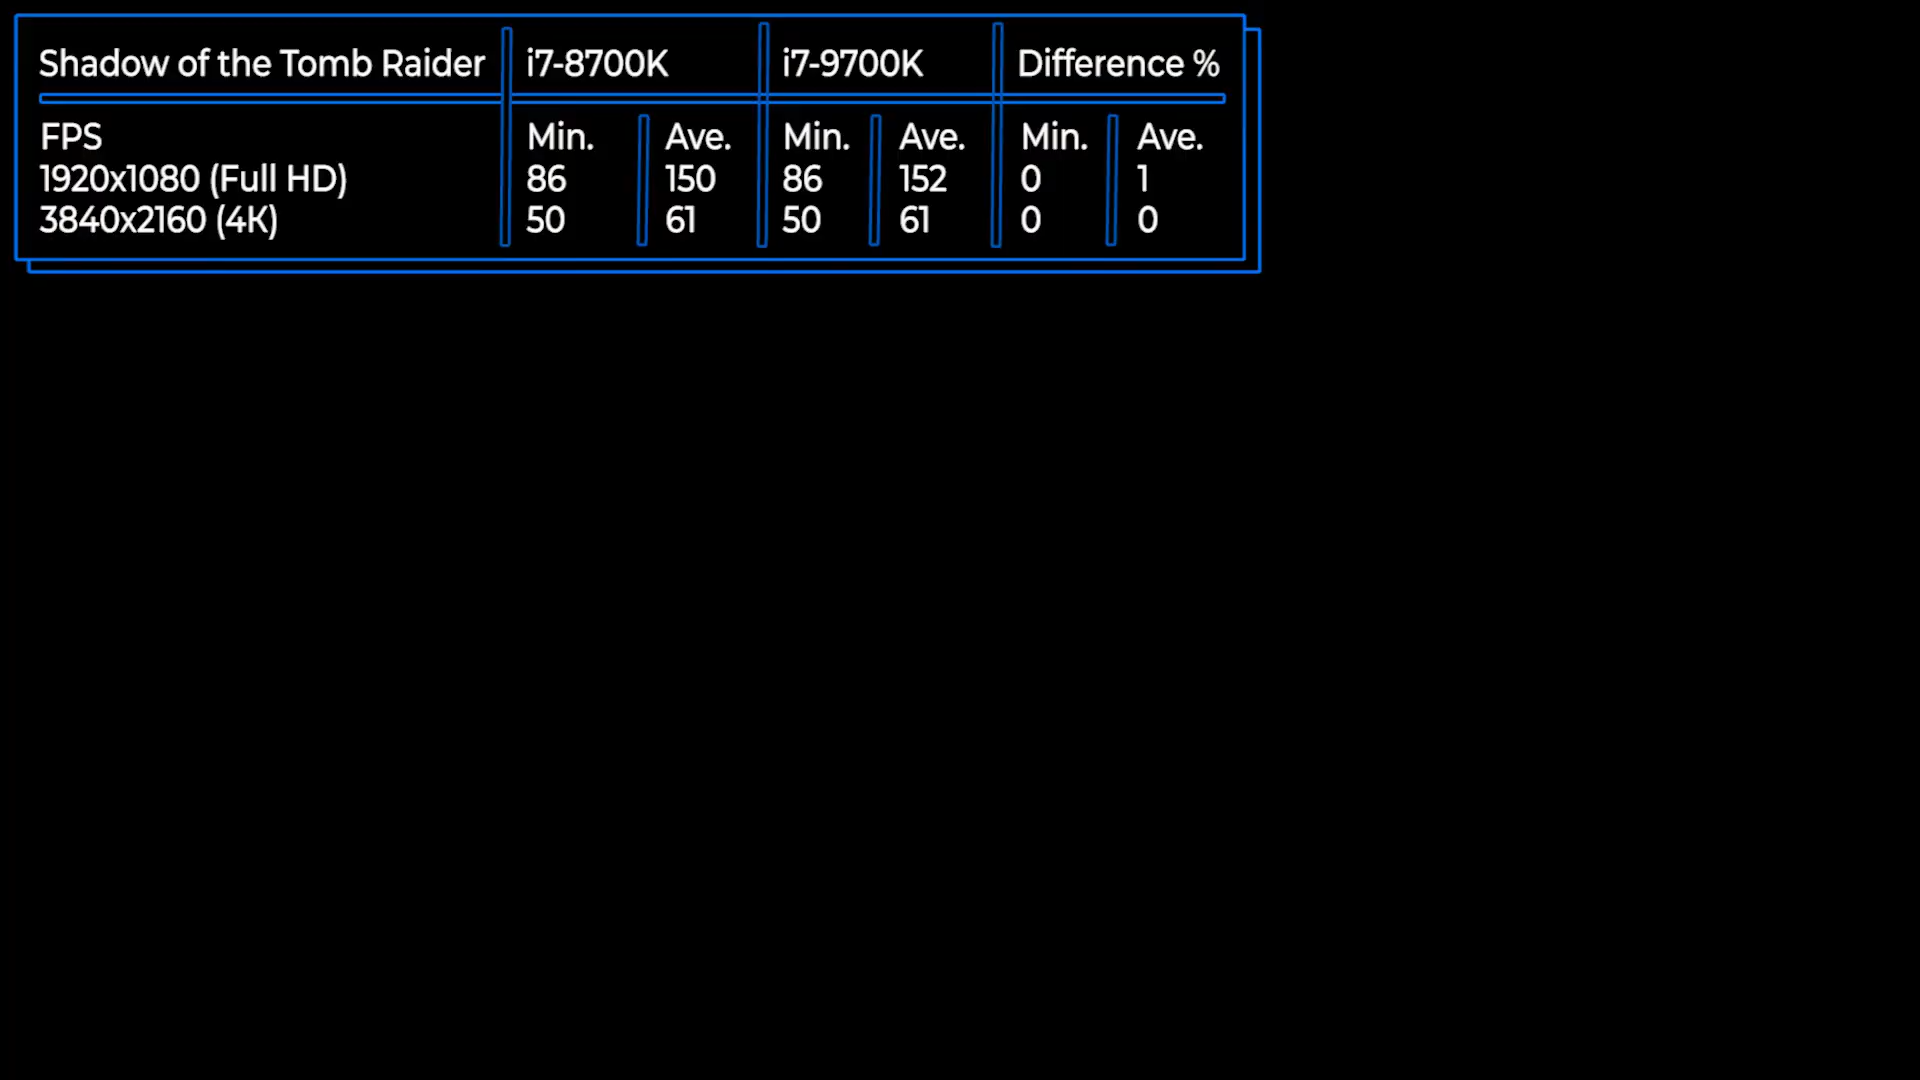 Shadow of the Tomb Raider i7-8700K i7-9700K Difference %
FPS Min. Ave. Min. Ave. Min. Ave.
1920x1080 (Full HD) 86 150 86 152 0 1
3840x2160 (4K) 50 61 50 61 0 0